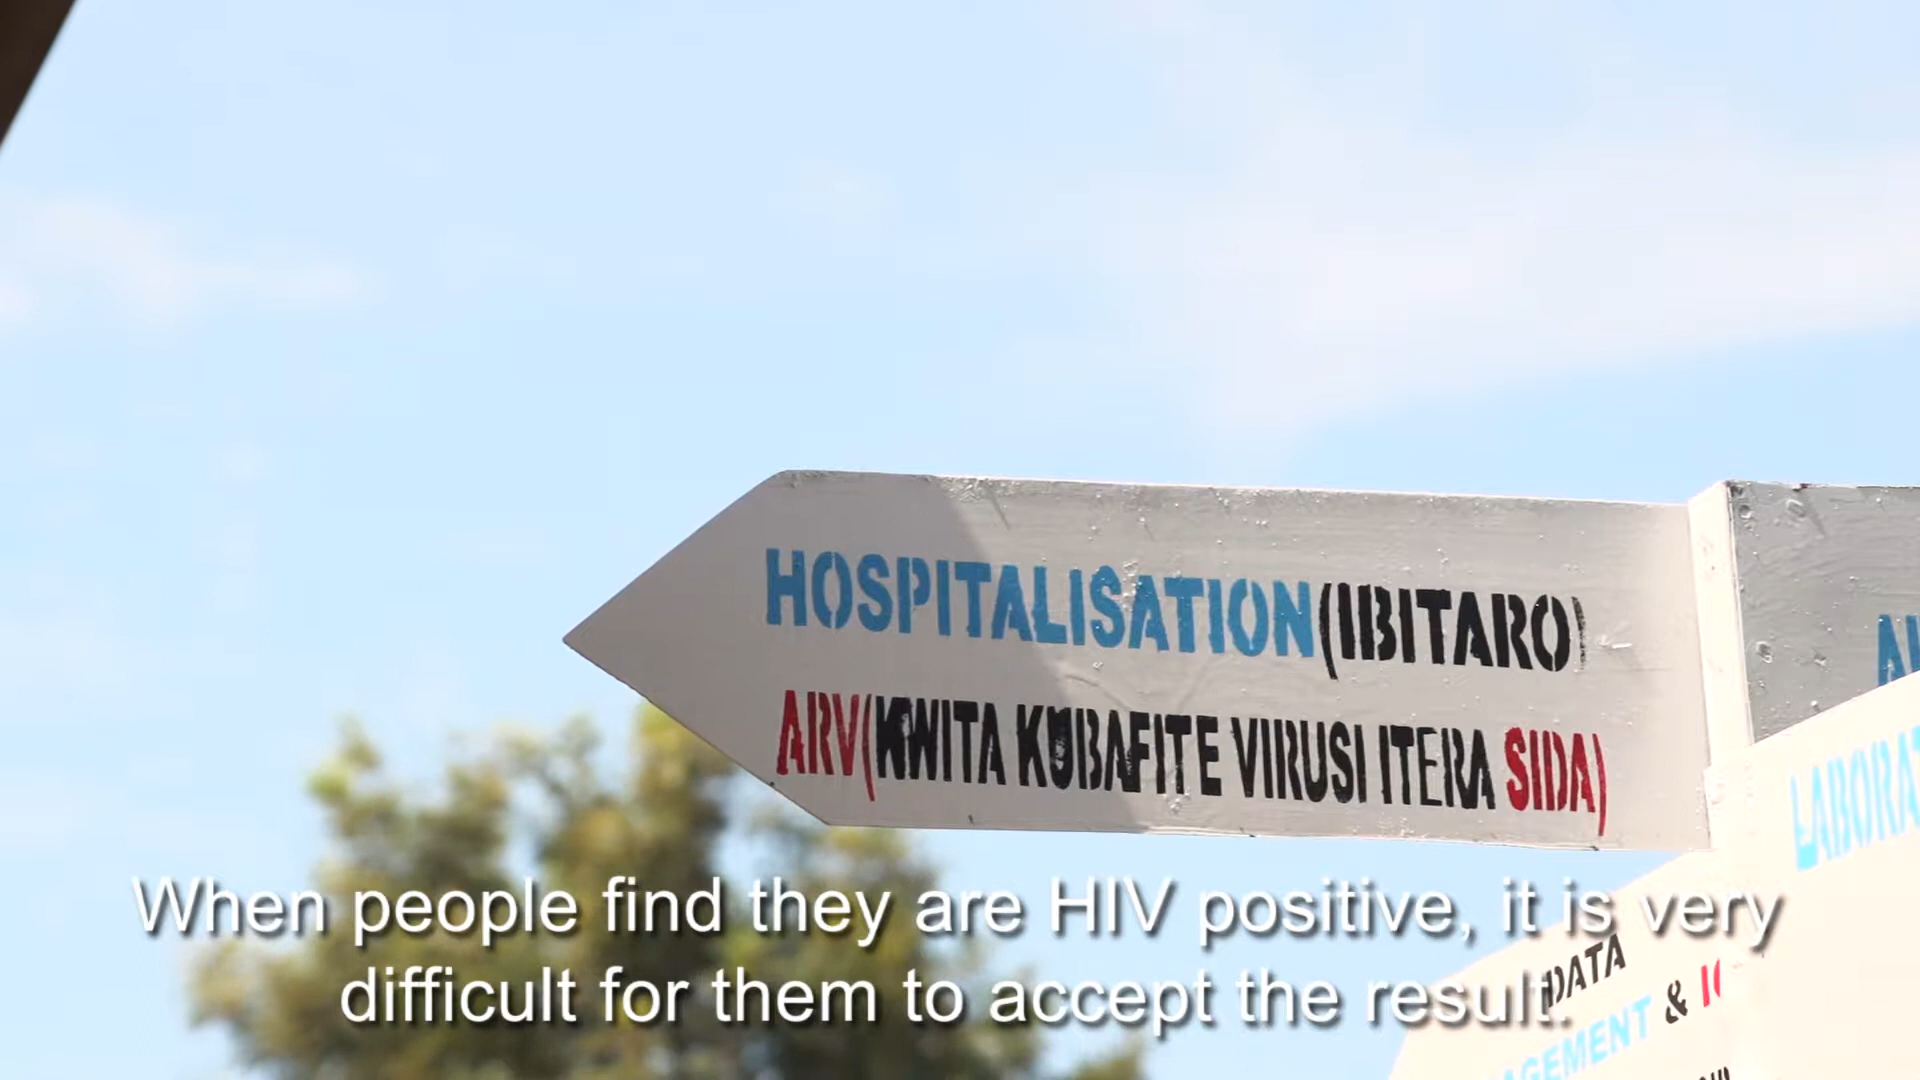 HOSPITALISATION(IBITARO)
ARV(KWITA KUBAFITE VIRUSI ITERA SIDA)
When people find they are HIV positive, it is very
difficult for them to accept the result.
DATA
&